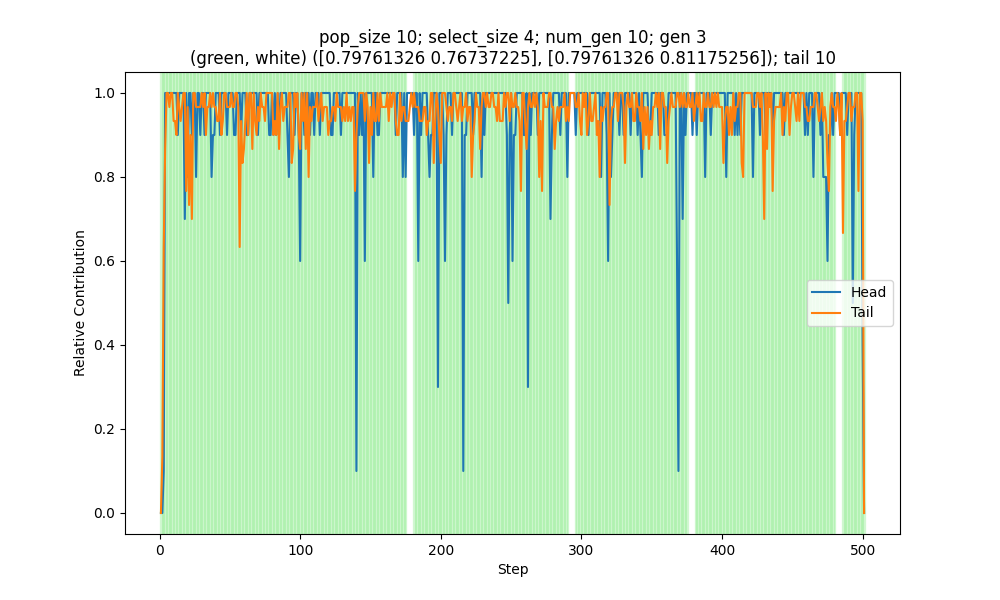 pop_size 10; select_size 4; num_gen 10; gen 3
(green, white) ([0.79761326 0.76737225], [0.79761326 0.81175256]); tail 10
1.0
0.8
0.6
0.4
0.2
0.0
Relative Contribution
Head
Tail
0
100
200
300
400
500
Step